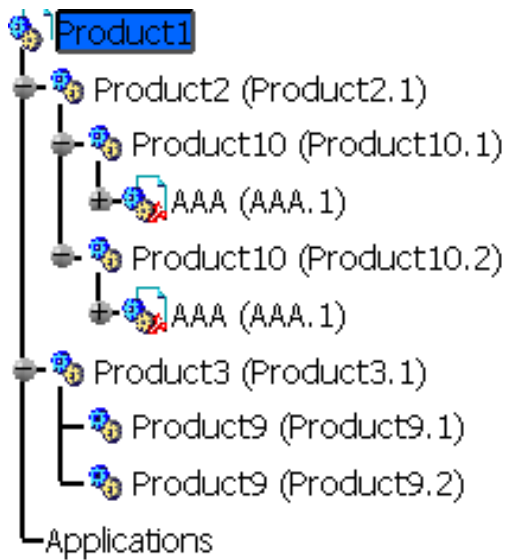 Product1
Product2 (Product2.1)
Product10 (Product10.1)
AAA (AAA.1)
Product10 (Product10.2)
AAA (AAA.1)
Product3 (Product3.1)
Product9 (Product9.1)
Product9 (Product9.2)
Applications